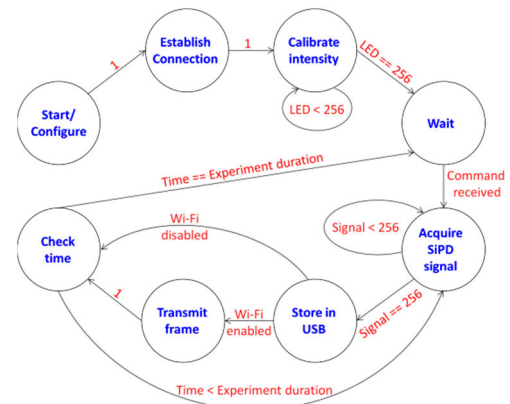 Establish
Connection
1
Calibrate
intensity
LED == 256
1
Start/
Configure
LED < 256
Wait
Time == Experiment duration
Command
received
Wi-Fi
disabled
Signal < 256
Acquire
SiPD
signal
Check
time
1
Transmit
frame
Wi-Fi
enabled
Store in
USB
Signal == 256
Time < Experiment duration